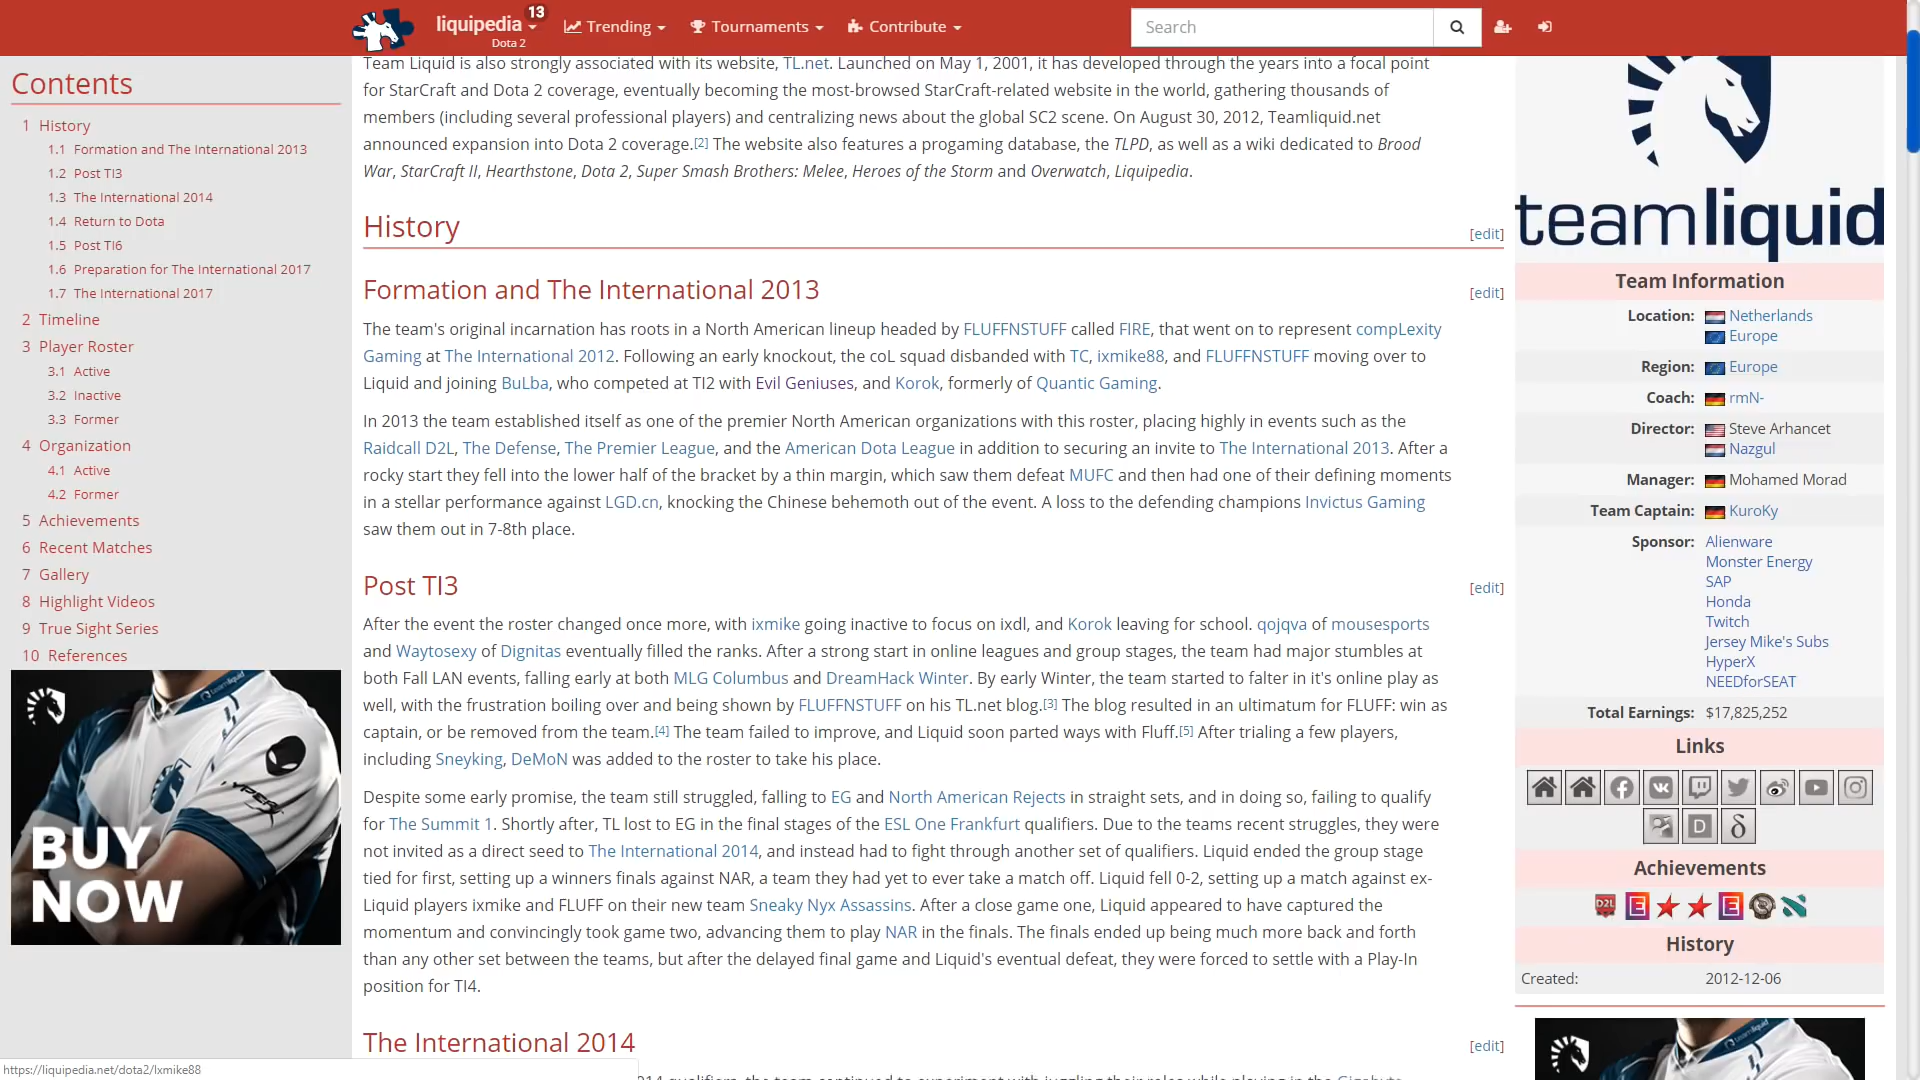 liquipedia
13
Dota 2
Trending
Tournaments
Contribute
Search
Contents
1 History
1.1 Formation and The International 2013
1.2 Post TI3
1.3 The International 2014
1.4 Return to Dota
1.5 Post TI6
1.6 Preparation for The International 2017
1.7 The International 2017
2 Timeline
3 Player Roster
3.1 Active
3.2 Inactive
3.3 Former
4 Organization
4.1 Active
4.2 Former
5 Achievements
6 Recent Matches
7 Gallery
8 Highlight Videos
9 True Sight Series
10 References
teamliquid
HYPERX
BUY
NOW
https://liquipedia.net/dota2/Ixmike88
Team Liquid is also strongly associated with its website, TL.net. Launched on May 1, 2001, it has developed through the years into a focal point
for StarCraft and Dota 2 coverage, eventually becoming the most-browsed StarCraft-related website in the world, gathering thousands of
members (including several professional players) and centralizing news about the global SC2 scene. On August 30, 2012, Teamliquid.net
announced expansion into Dota 2 coverage.[2] The website also features a progaming database, the TLPD, as well as a wiki dedicated to Brood
War, StarCraft II, Hearthstone, Dota 2, Super Smash Brothers: Melee, Heroes of the Storm and Overwatch, Liquipedia.
History
[edit]
Formation and The International 2013
[edit]
The team's original incarnation has roots in a North American lineup headed by FLUFFNSTUFF called FIRE, that went on to represent compLexity
Gaming at The International 2012. Following an early knockout, the coL squad disbanded with TC, ixmike88, and FLUFFNSTUFF moving over to
Liquid and joining BuLba, who competed at TI2 with Evil Geniuses, and Korok, formerly of Quantic Gaming.
In 2013 the team established itself as one of the premier North American organizations with this roster, placing highly in events such as the
Raidcall D2L, The Defense, The Premier League, and the American Dota League in addition to securing an invite to The International 2013. After a
rocky start they fell into the lower half of the bracket by a thin margin, which saw them defeat MUFC and then had one of their defining moments
in a stellar performance against LGD.cn, knocking the Chinese behemoth out of the event. A loss to the defending champions Invictus Gaming
saw them out in 7-8th place.
Post TI3
[edit]
After the event the roster changed once more, with ixmike going inactive to focus on ixdl, and Korok leaving for school. qojqva of mousesports
and Waytosexy of Dignitas eventually filled the ranks. After a strong start in online leagues and group stages, the team had major stumbles at
both Fall LAN events, falling early at both MLG Columbus and DreamHack Winter. By early Winter, the team started to falter in it's online play as
well, with the frustration boiling over and being shown by FLUFFNSTUFF on his TL.net blog.[3] The blog resulted in an ultimatum for FLUFF: win as
captain, or be removed from the team.[4] The team failed to improve, and Liquid soon parted ways with Fluff.[5] After trialing a few players,
including Sneyking, DeMoN was added to the roster to take his place.
Despite some early promise, the team still struggled, falling to EG and North American Rejects in straight sets, and in doing so, failing to qualify
for The Summit 1. Shortly after, TL lost to EG in the final stages of the ESL One Frankfurt qualifiers. Due to the teams recent struggles, they were
not invited as a direct seed to The International 2014, and instead had to fight through another set of qualifiers. Liquid ended the group stage
tied for first, setting up a winners finals against NAR, a team they had yet to ever take a match off. Liquid fell 0-2, setting up a match against ex-
Liquid players ixmike and FLUFF on their new team Sneaky Nyx Assassins. After a close game one, Liquid appeared to have captured the
momentum and convincingly took game two, advancing them to play NAR in the finals. The finals ended up being much more back and forth
than any other set between the teams, but after the delayed final game and Liquid's eventual defeat, they were forced to settle with a Play-In
position for TI4.
The International 2014
[edit]
014 qualifiers, the team continued to experiment with juggling their roles while playing in the Gigabyte
teamliquid
Team Information
Location: Netherlands
Europe
Region: Europe
Coach: rmN-
Director: Steve Arhancet
Nazgul
Manager: Mohamed Morad
Team Captain: KuroKy
Sponsor: Alienware
Monster Energy
SAP
Honda
Twitch
Jersey Mike's Subs
HyperX
NEEDforSEAT
Total Earnings: $17,825,252
Links
D
δ
Achievements
D2L
E
E
History
Created: 2012-12-06